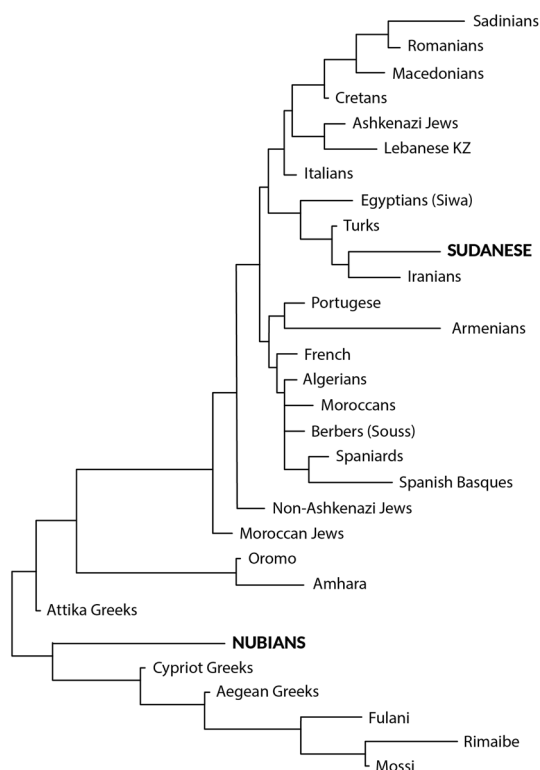 Sadinians
Romanians
Macedonians
Cretans
Ashkenazi Jews
Lebanese KZ
Italians
Egyptians (Siwa)
Turks
SUDANESE
Iranians
Portugese
Armenians
French
Algerians
Moroccans
Berbers (Souss)
Spaniards
Spanish Basques
Non-Ashkenazi Jews
Moroccan Jews
Oromo
Amhara
Attika Greeks
NUBIANS
Cypriot Greeks
Aegean Greeks
Fulani
Rimaibe
Mossi